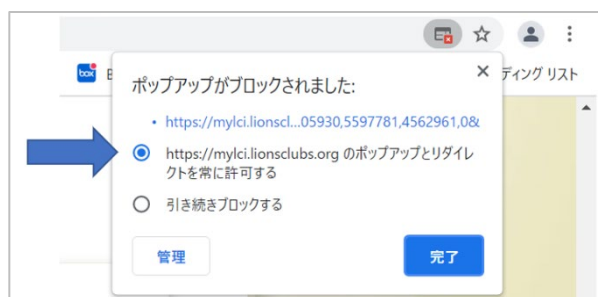 box
ディング リスト
ポップアップがブロックされました:
https://mylci.lionscl...05930,5597781,4562961,0&
https://mylci.lionsclubs.org のポップアップとリダイレ
クトを常に許可する
引き続きブロックする
管理
完了